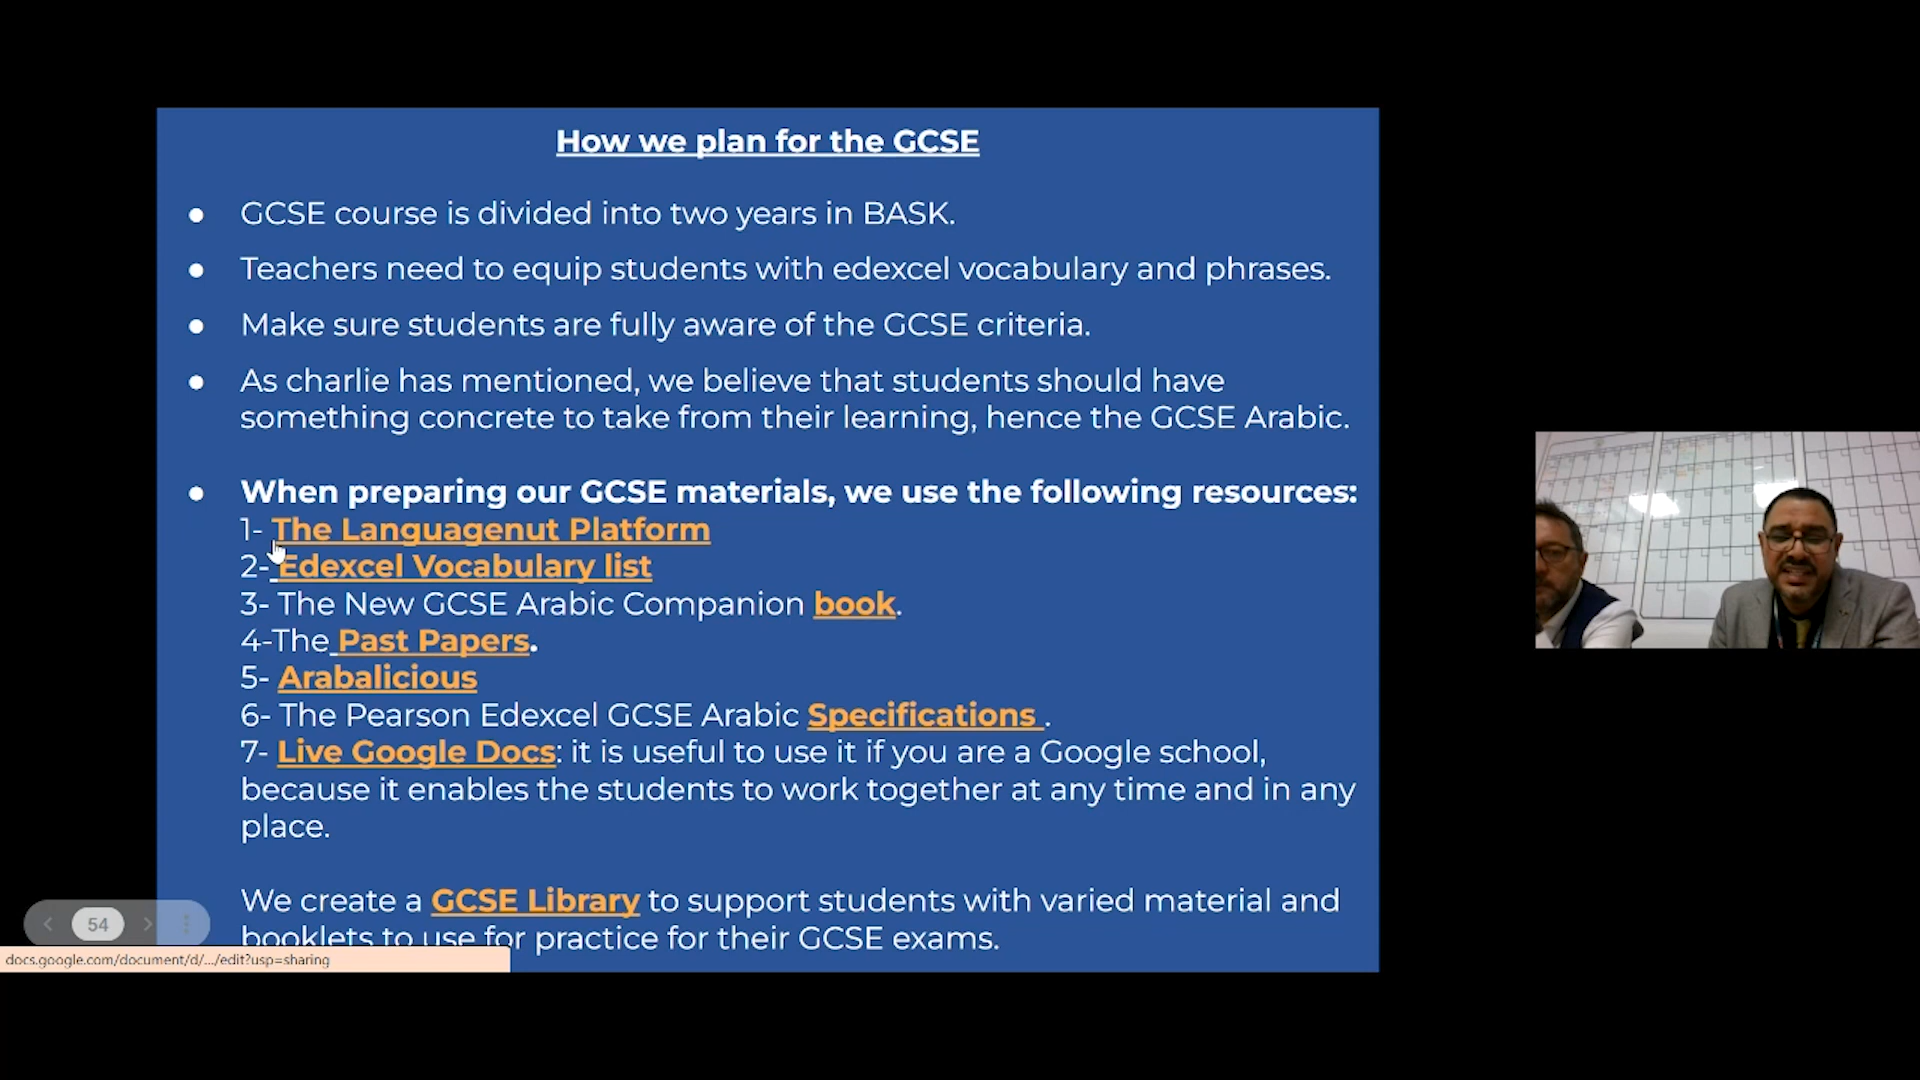 How we plan for the GCSE
● GCSE course is divided into two years in BASK.
● Teachers need to equip students with edexcel vocabulary and phrases.
● Make sure students are fully aware of the GCSE criteria.
● As charlie has mentioned, we believe that students should have
something concrete to take from their learning, hence the GCSE Arabic.
● When preparing our GCSE materials, we use the following resources:
1- The Languagenut Platform
2- Edexcel Vocabulary list
3- The New GCSE Arabic Companion book.
4-The Past Papers.
5- Arabalicious
6- The Pearson Edexcel GCSE Arabic Specifications .
7- Live Google Docs: it is useful to use it if you are a Google school,
because it enables the students to work together at any time and in any
place.
We create a GCSE Library to support students with varied material and
booklets to use for practice for their GCSE exams.
54
docs.google.com/document/d/.../edit?usp=sharing